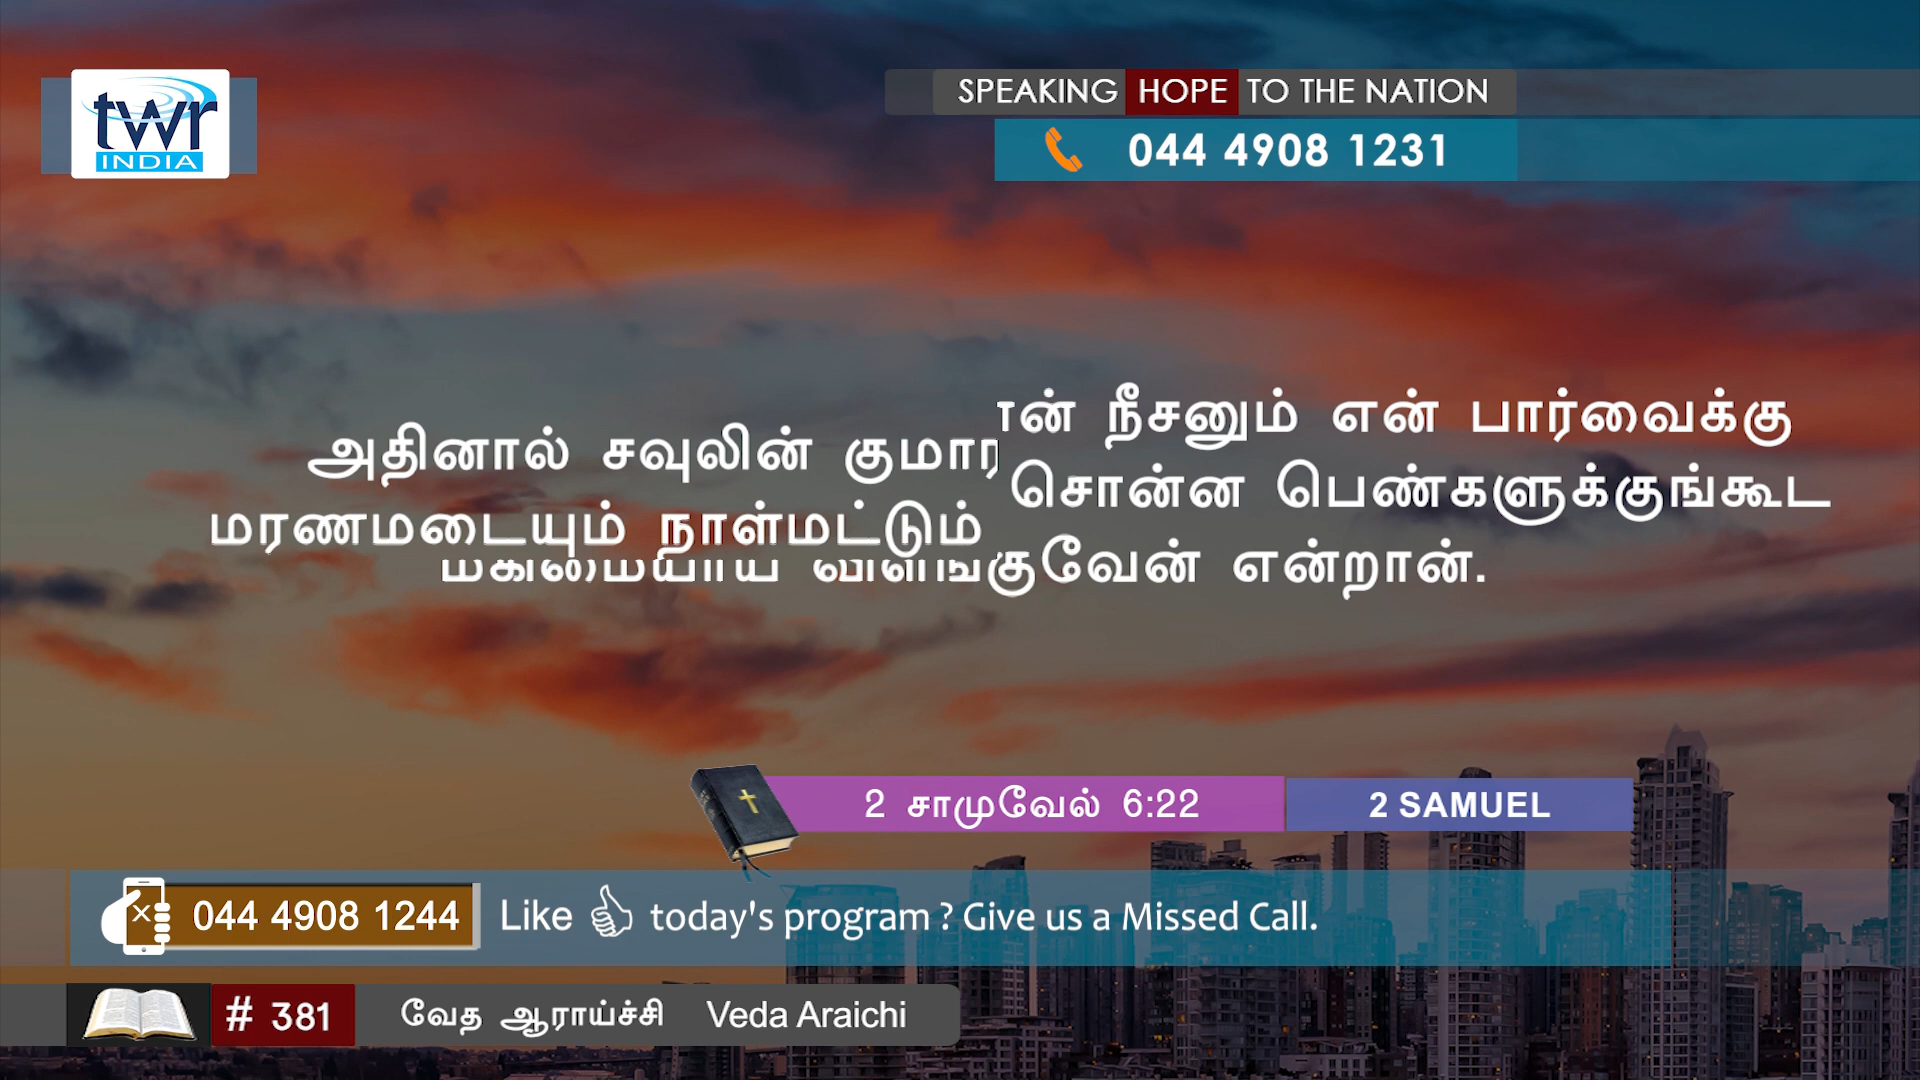 twr
INDIA
SPEAKING HOPE TO THE NATION
044 4908 1231
நீசனும் என் பார்வைக்கு
அதினால் சவுலின்
சொன்ன பெண்களுக்குங்கூட
மரணமடையும் நாள்மட்டும்
என்றான்.
2 சாமுவேல் 6:22
2 SAMUEL
044 4908 1244 Like today's program ? Give us a Missed Call.
# 381 வேத ஆராய்ச்சி Veda Araichi